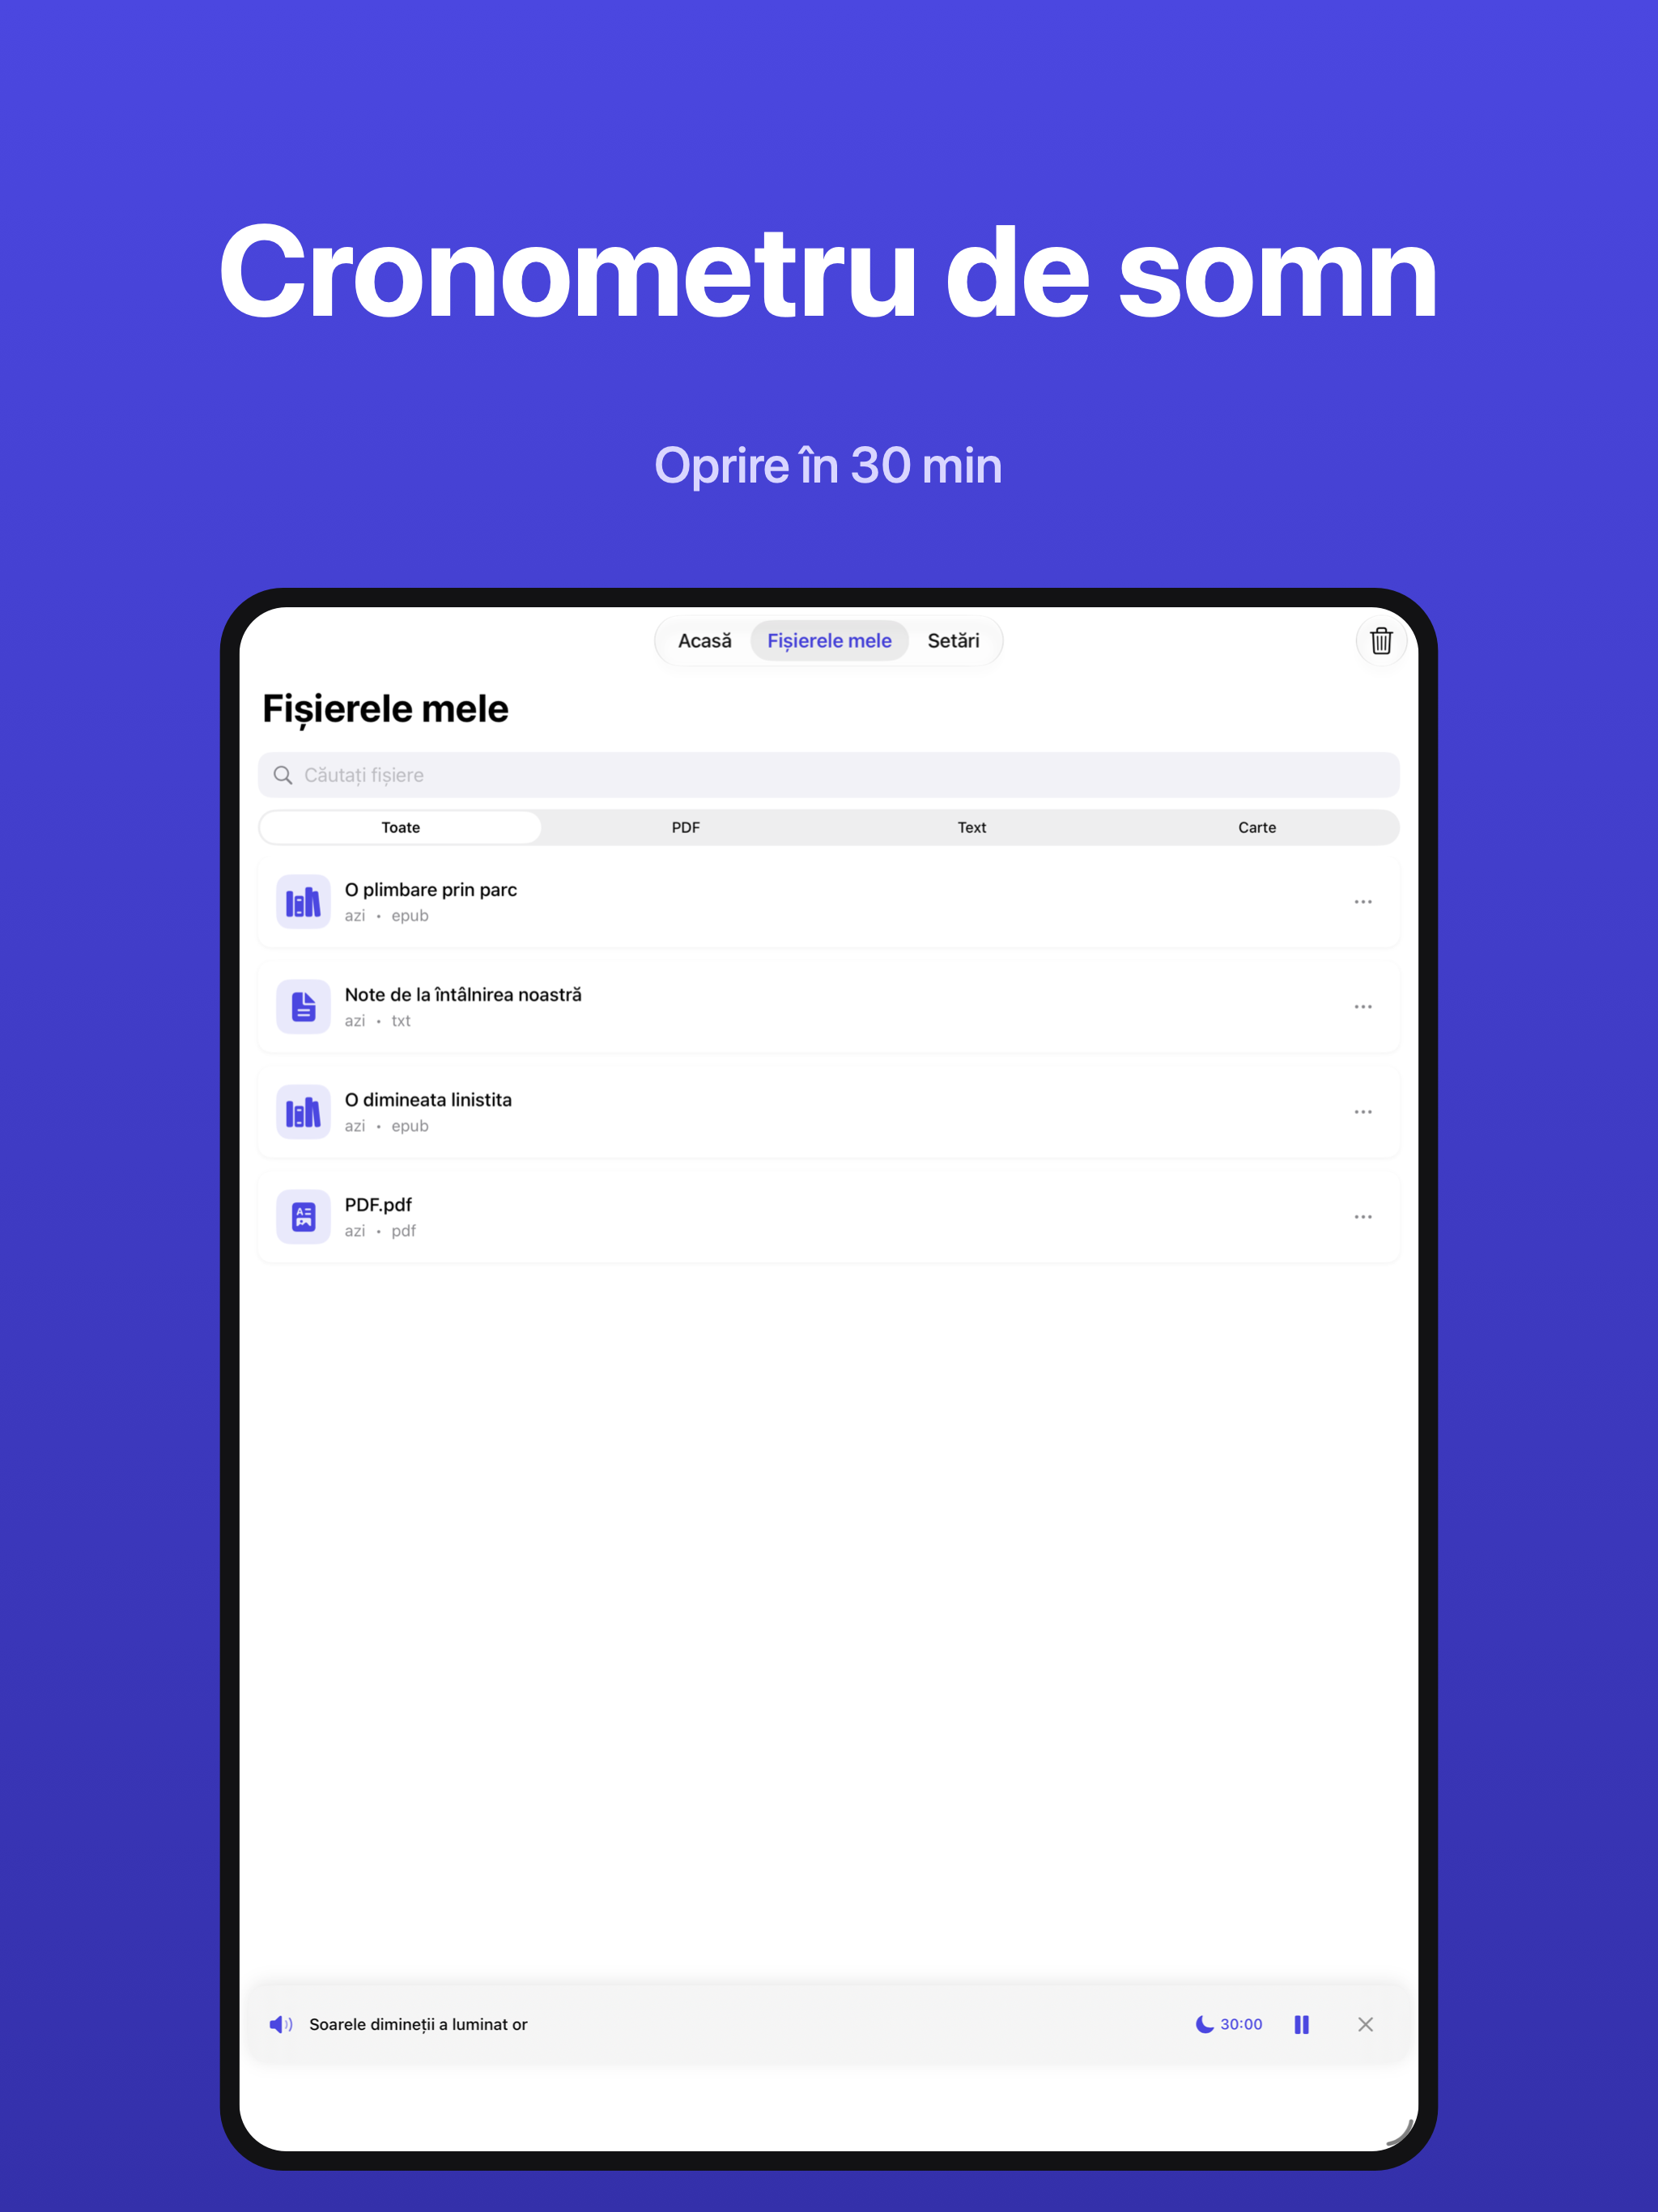 Cronometru de somn
Oprire în 30 min
Acasă Fișierele mele Setări
Fișierele mele
Căutați fișiere
Toate PDF Text Carte
O plimbare prin parc
azi • epub
Note de la întâlnirea noastră
azi • txt
O dimineata linistita
azi • epub
PDF.pdf
azi • pdf
Soarele dimineții a luminat or 30:00